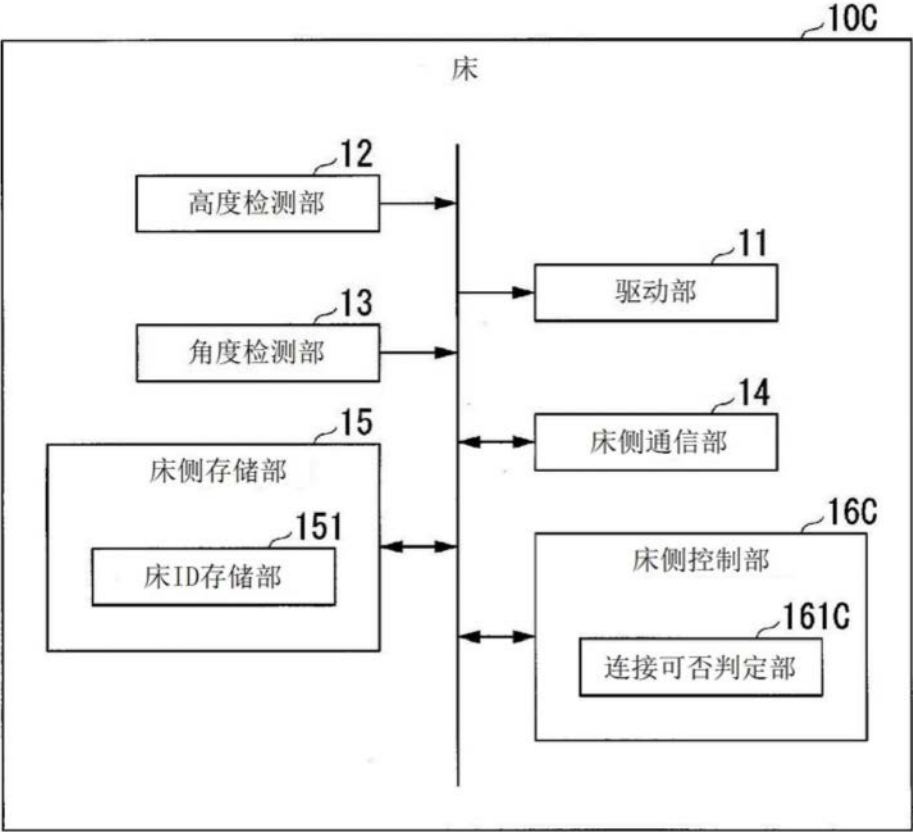 10C
床
12
高度检测部
11
驱动部
13
角度检测部
14
床侧通信部
15
床侧存储部
151
床ID存储部
16C
床侧控制部
161C
连接可否判定部